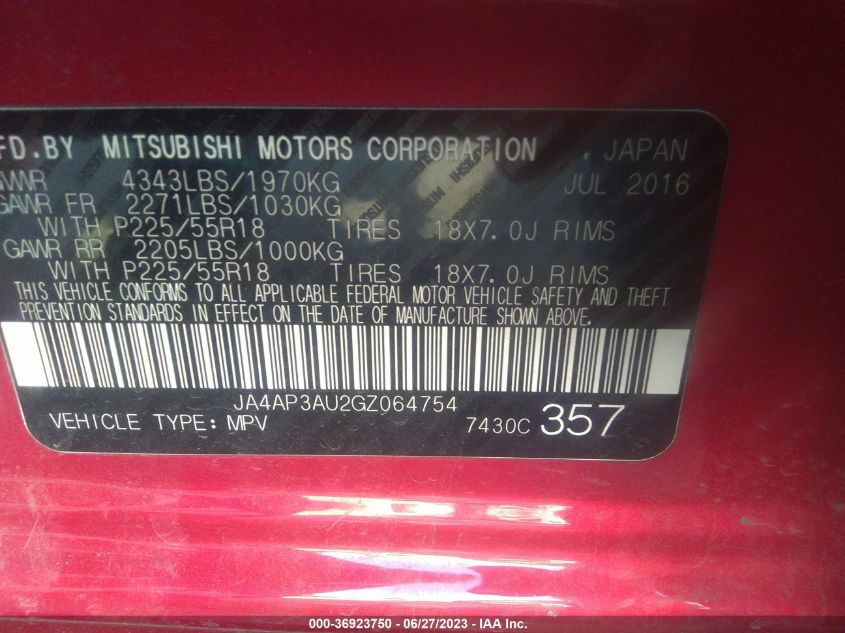 FD.BY MITSUBISHI MOTORS CORPORATION . JAPAN
4343LBS/1970KG JUL 2016
GAWR FR 2271LBS/1030KG
WITH P225/55R18 TIRES 18X7.0J RIMS
GAWR RR 2205LBS/1000KG
WITH P225/55R18 TIRES 18X7.0J RIMS
THIS VEHICLE CONFORMS TO ALL APPLICABLE FEDERAL MOTOR VEHICLE SAFETY AND THEFT
PREVENTION STANDARDS IN EFFECT ON THE DATE OF MANUFACTURE SHOWN ABOVE.
JA4AP3AU2GZ064754
VEHICLE TYPE: MPV 7430C 357
000-36923750 - 06/27/2023 - IAA Inc.